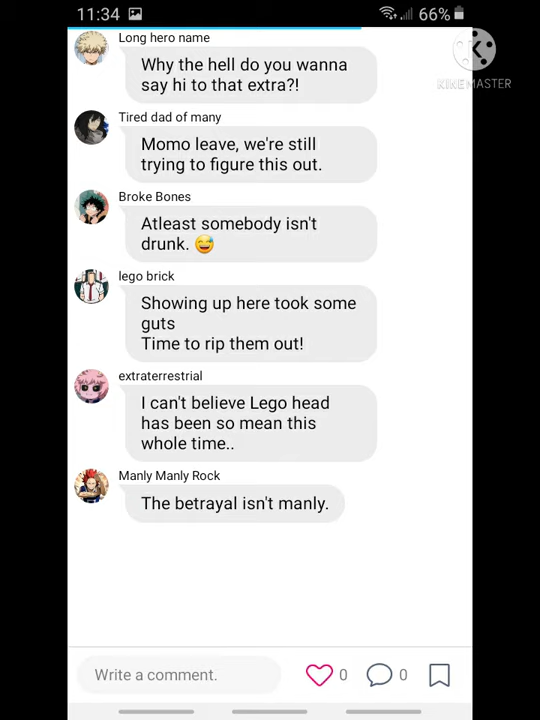 11:34
66%
KINEMASTER
Long hero name
Why the hell do you wanna
say hi to that extra?!
Tired dad of many
Momo leave, we're still
trying to figure this out.
Broke Bones
Atleast somebody isn't
drunk. 😅
lego brick
Showing up here took some
guts
Time to rip them out!
extraterrestrial
I can't believe Lego head
has been so mean this
whole time..
Manly Manly Rock
The betrayal isn't manly.
Write a comment.
0
0